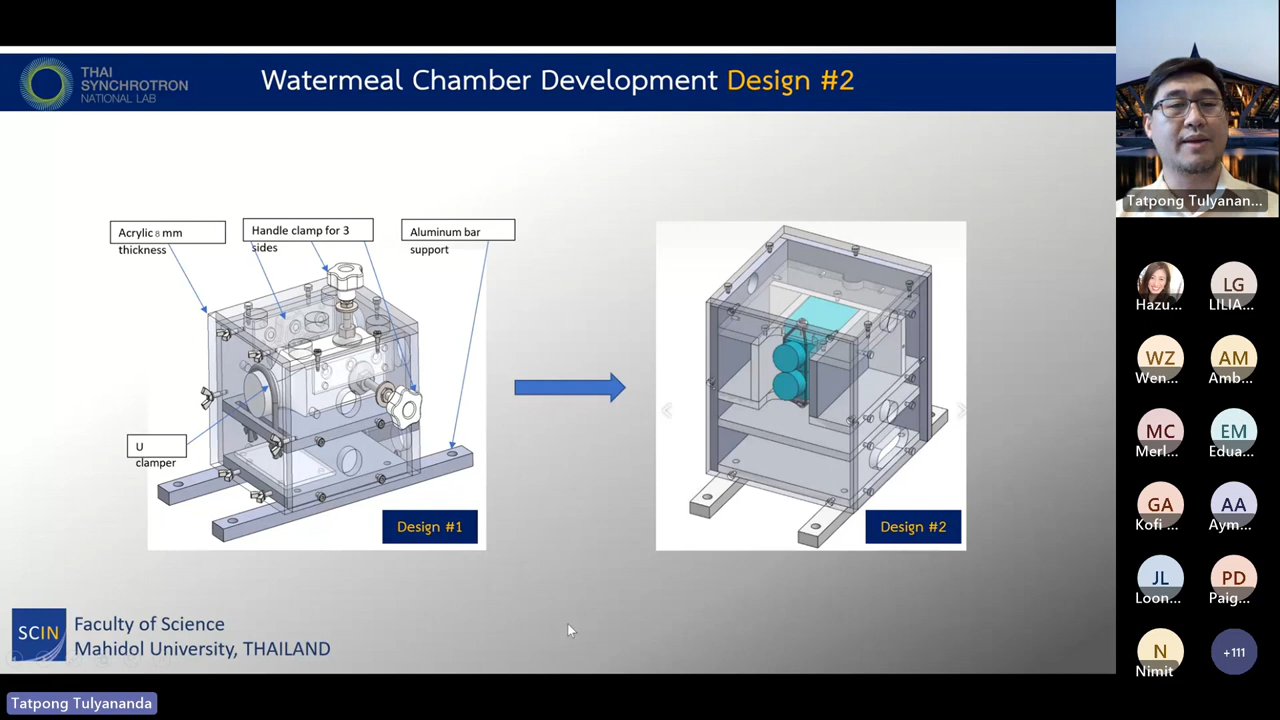 THAI
SYNCHROTRON
NATIONAL LAB
Watermeal Chamber Development Design #2
Acrylic 8 mm
thickness
Handle clamp for 3
sides
Aluminum bar
support
U
clamper
Design #1
Design #2
SCIN
Faculty of Science
Mahidol University, THAILAND
Tatpong Tulyananda
Tatpong Tulyanan...
Hazu...
LG
LILIA...
WZ
Wen...
AM
Amb...
MC
Merl...
EM
Edua...
GA
Kofi ...
AA
Aym...
JL
Loon...
PD
Paig...
N
Nimit
+111